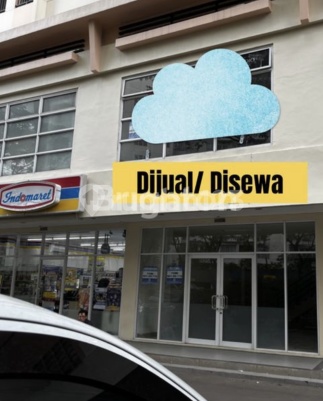 Dijual/ Disewa
Indomaret
Brighton